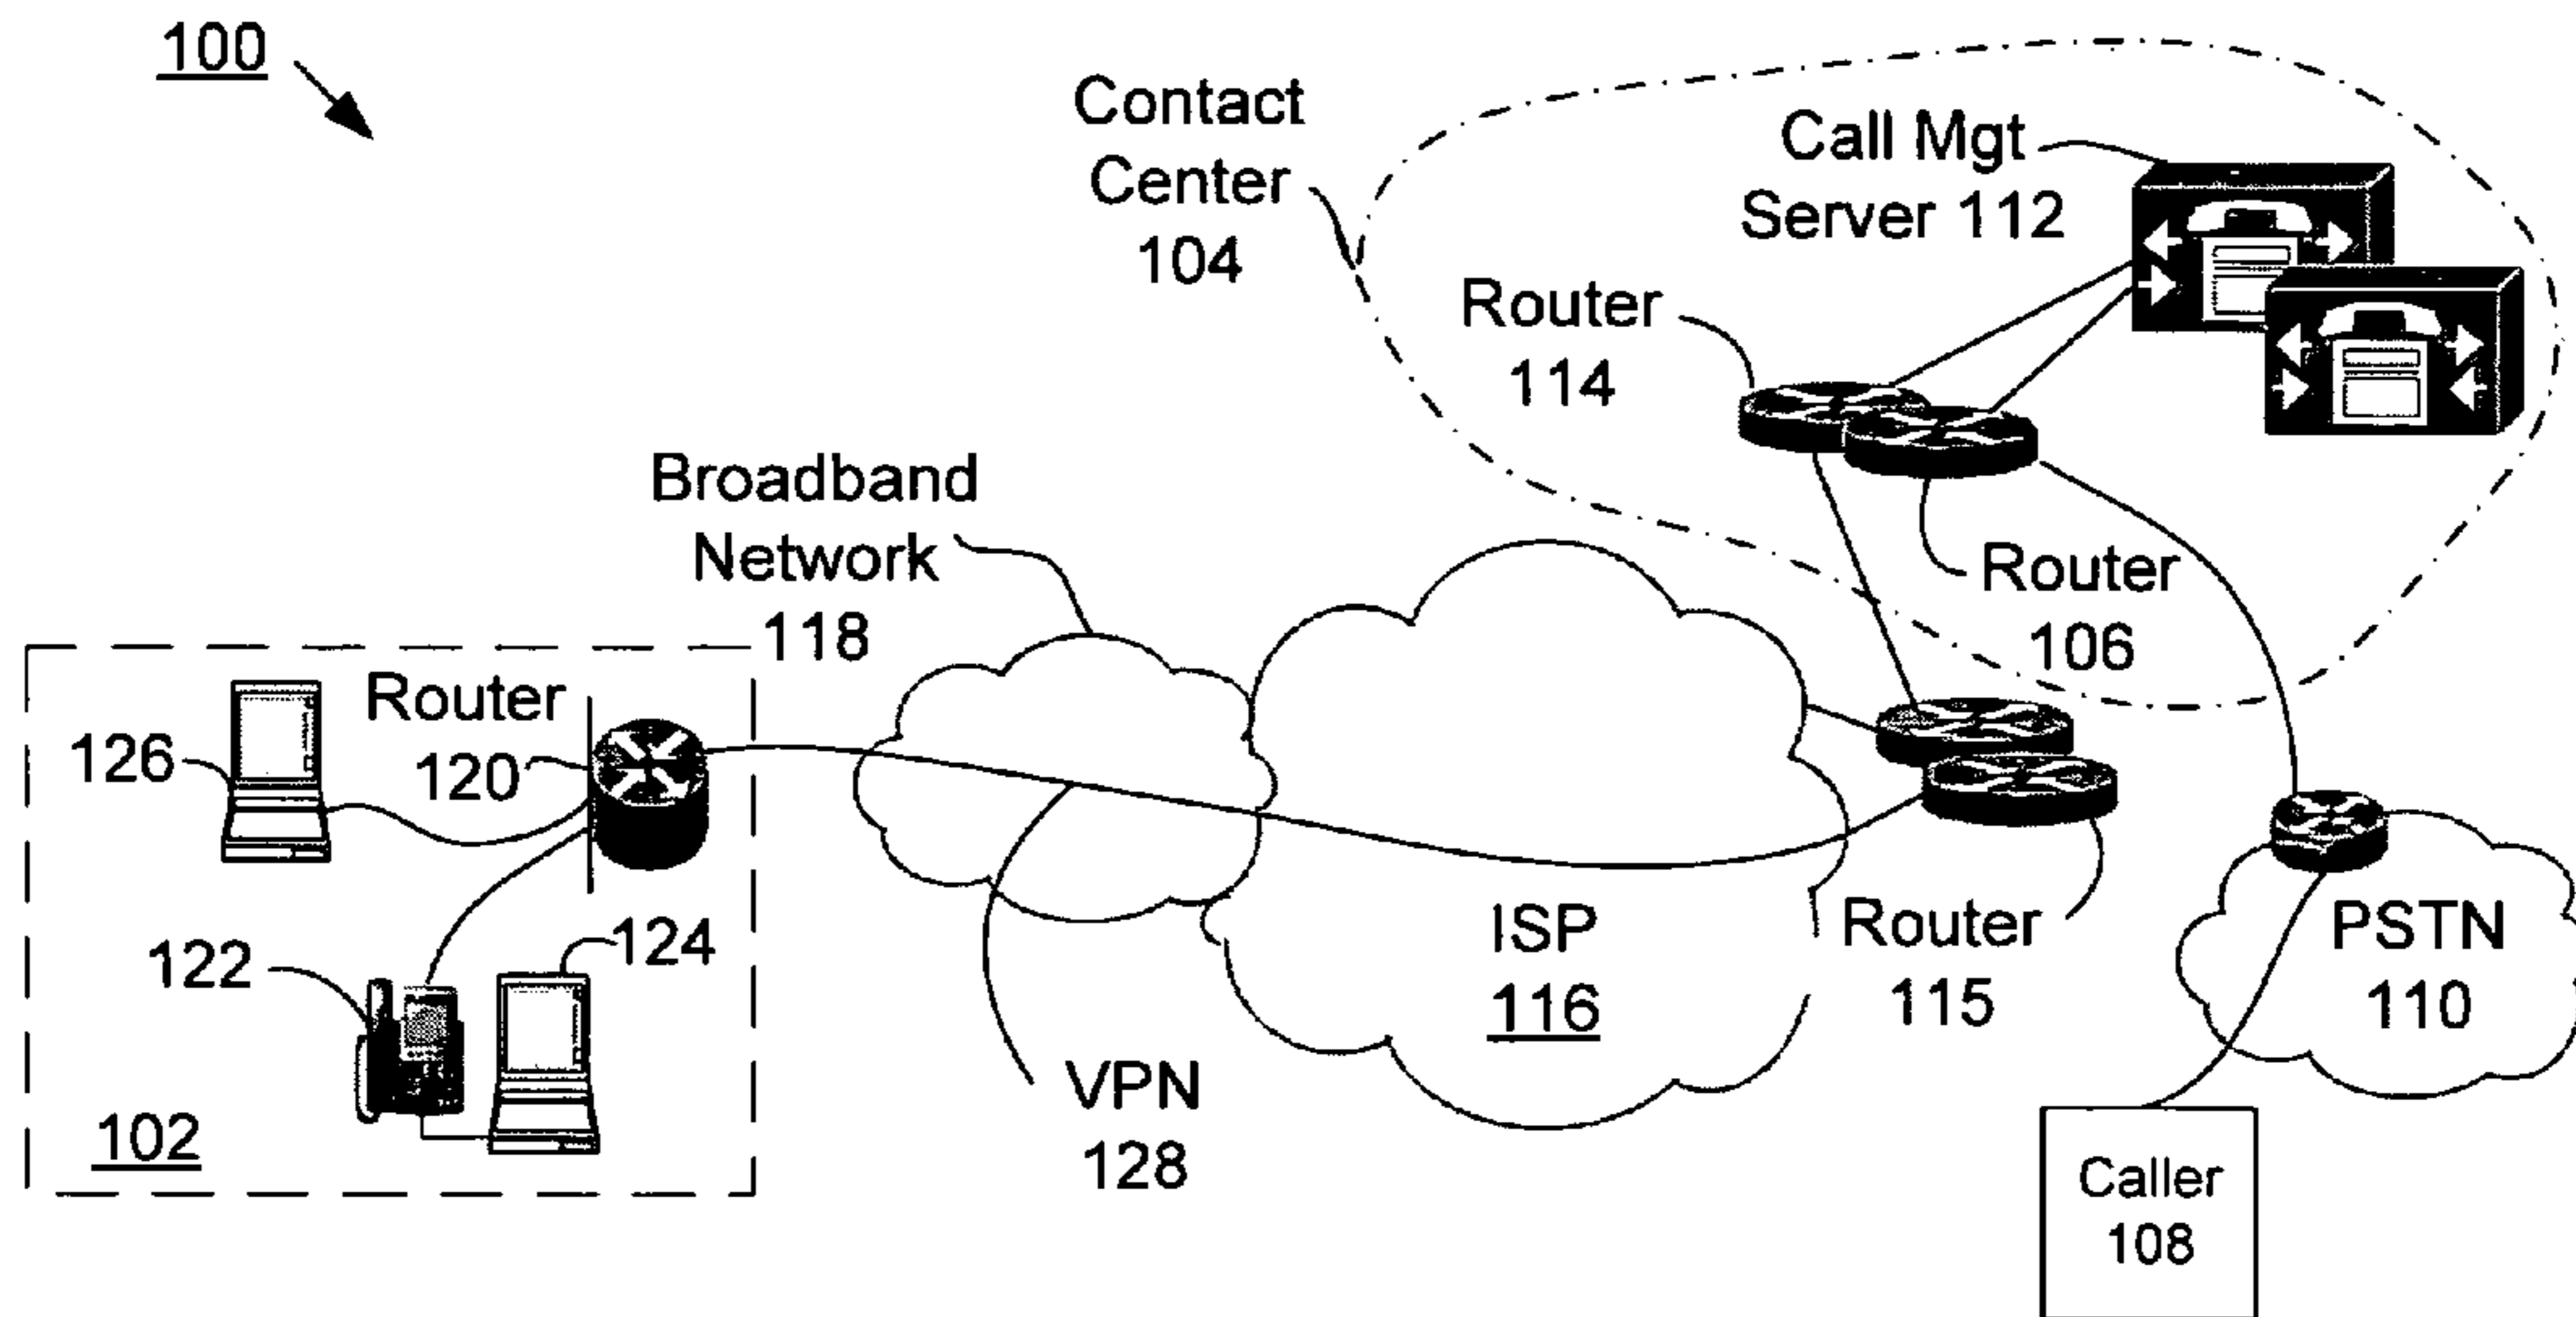 100
Contact
Center
104
Call Mgt
Server 112
Router
114
Broadband
Network
118
Router
106
Router
120
126
122
124
102
VPN
128
ISP
116
Router
115
PSTN
110
Caller
108